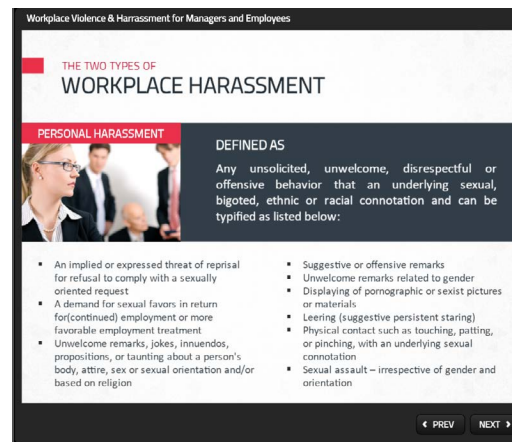 Workplace Violence & Harrassment for Managers and Employees
THE TWO TYPES OF
WORKPLACE HARASSMENT
PERSONAL HARASSMENT
DEFINED AS
Any unsolicited, unwelcome, disrespectful or
offensive behavior that an underlying sexual,
bigoted, ethnic or racial connotation and can be
typified as listed below:
▪ An implied or expressed threat of reprisal
for refusal to comply with a sexually
oriented request
▪ A demand for sexual favors in return
for(continued) employment or more
favorable employment treatment
▪ Unwelcome remarks, jokes, innuendos,
propositions, or taunting about a person's
body, attire, sex or sexual orientation and/or
based on religion
▪ Suggestive or offensive remarks
▪ Unwelcome remarks related to gender
▪ Displaying of pornographic or sexist pictures
or materials
▪ Leering (suggestive persistent staring)
▪ Physical contact such as touching, patting,
or pinching, with an underlying sexual
connotation
▪ Sexual assault – irrespective of gender and
orientation
PREV
NEXT